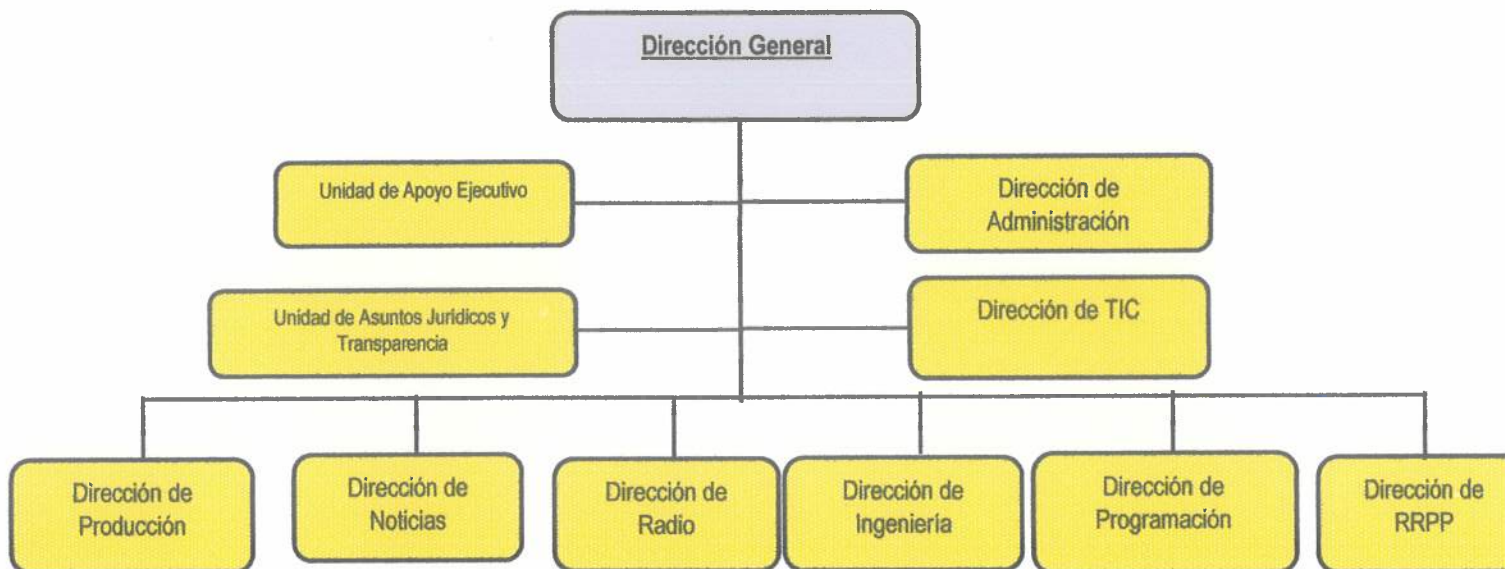 Dirección General
Unidad de Apoyo Ejecutivo
Dirección de
Administración
Unidad de Asuntos Jurídicos y
Transparencia
Dirección de TIC
Dirección de
Producción
Dirección de
Noticias
Dirección de
Radio
Dirección de
Ingeniería
Dirección de
Programación
Dirección de
RRPP